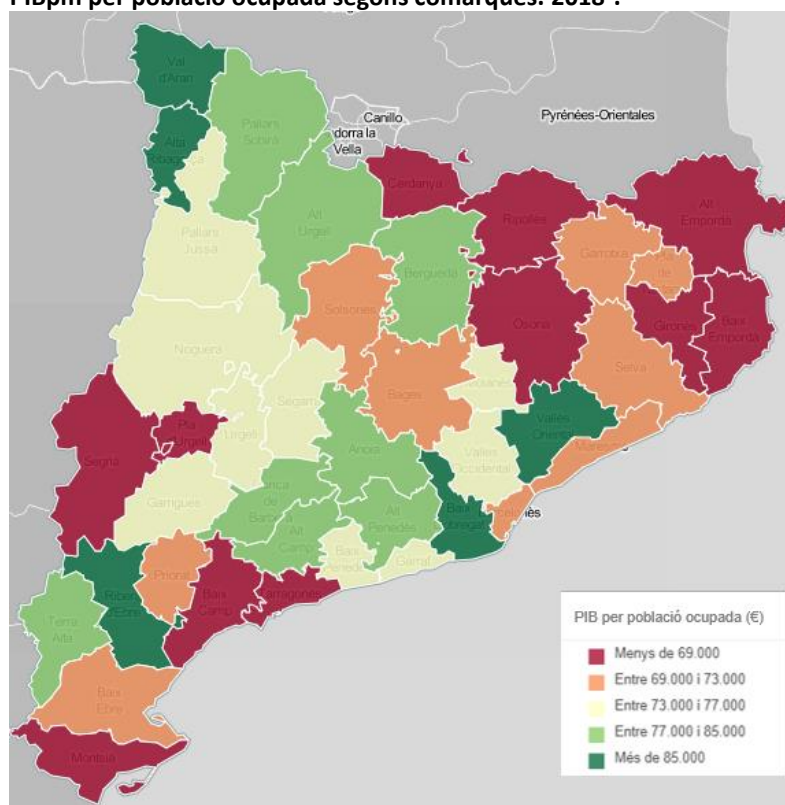 PIBpm per població ocupada segons comarques. 2018 .
Val
d'Aran
Pallars
Sobirà
Canillo
Pyrénées-Orientales
Alta
dorra la
Vella
Cerdanya
Alt
Urgell
Ripollès
Alt
Empordà
Pallars
Jussà
Garrotxa
Pla
de
Berguedà
Solsonès
Osona
Gironès
Baix
Empordà
Noguera
Selva
Bages
Segarra
Moianès
Pla
d'Urgell
Urgell
Vallès
Oriental
Segrià
Anoia
Maresme
Vallès
Occidental
Garrigues
Conca
de
Barberà
Alt
Penedès
Baix
Llobregat
Alt
Camp
celonès
Baix
Penedès
Garraf
Priorat
Ribera
d'Ebre
Baix
Camp
Tarragonès
Terra
Alta
Baix
Ebre
Montsià
PIB per població ocupada (€)
Menys de 69.000
Entre 69.000 i 73.000
Entre 73.000 i 77.000
Entre 77.000 i 85.000
Més de 85.000